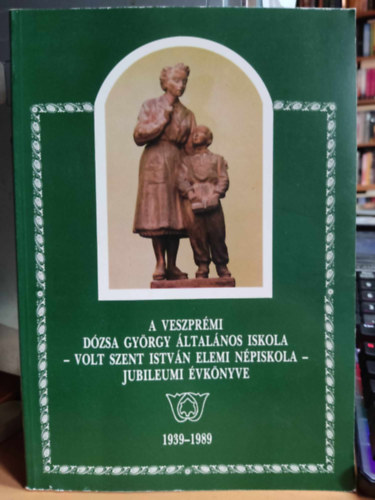 A VESZPRÉMI
DÓZSA GYÖRGY ÁLTALÁNOS ISKOLA
– VOLT SZENT ISTVÁN ELEMI NÉPISKOLA –
JUBILEUMI ÉVKÖNYVE
1939–1989